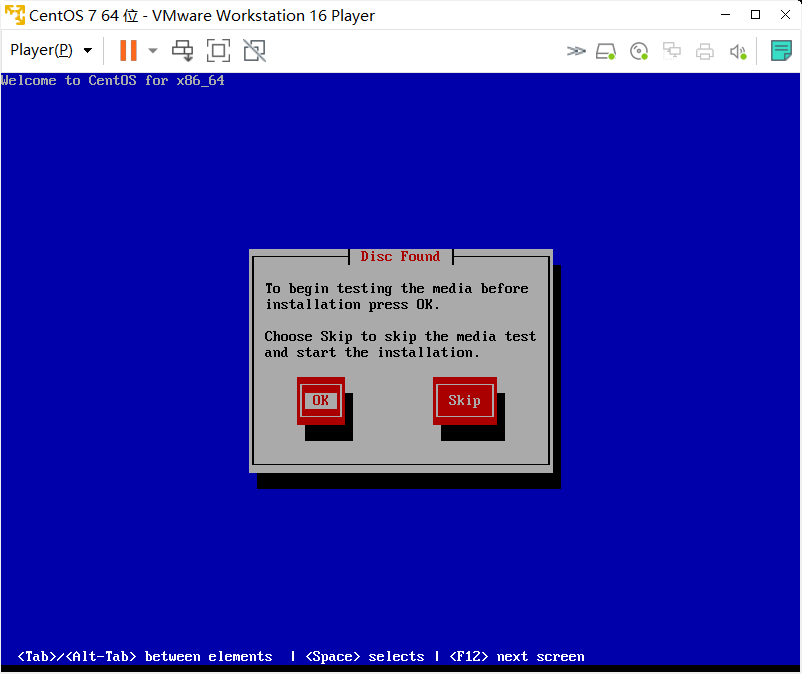 CentOS 7 64 位 - VMware Workstation 16 Player
Player(P)
Welcome to CentOS for x86_64
Disc Found
To begin testing the media before
installation press OK.
Choose Skip to skip the media test
and start the installation.
OK
Skip
<Tab>/<Alt-Tab> between elements | <Space> selects | <F12> next screen